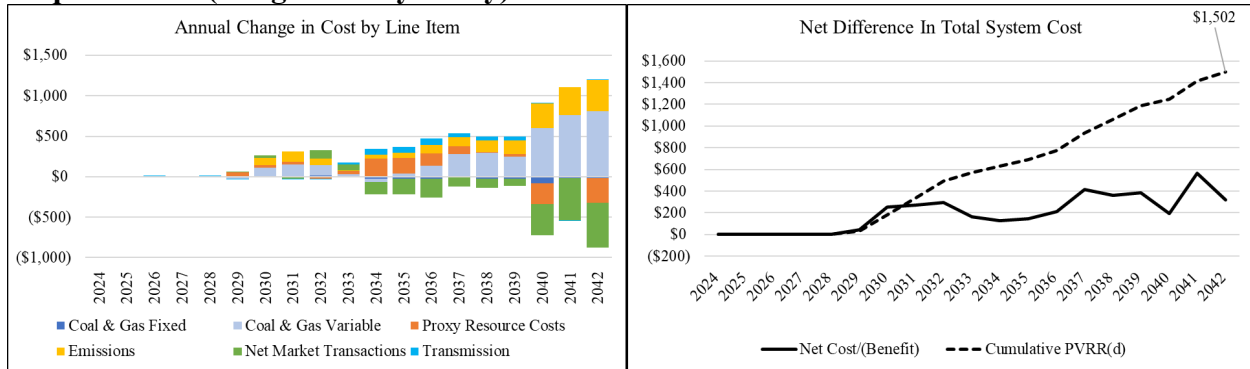 Annual Change in Cost by Line Item
$1,500
$1,000
$500
$0
($500)
($1,000)
2024 2025 2026 2027 2028 2029 2030 2031 2032 2033 2034 2035 2036 2037 2038 2039 2040 2041 2042
Coal & Gas Fixed Coal & Gas Variable Proxy Resource Costs
Emissions Net Market Transactions Transmission
Net Difference In Total System Cost
$1,502
$1,600
$1,400
$1,200
$1,000
$800
$600
$400
$200
$0
($200)
2024 2025 2026 2027 2028 2029 2030 2031 2032 2033 2034 2035 2036 2037 2038 2039 2040 2041 2042
Net Cost/(Benefit) Cumulative PVRR(d)